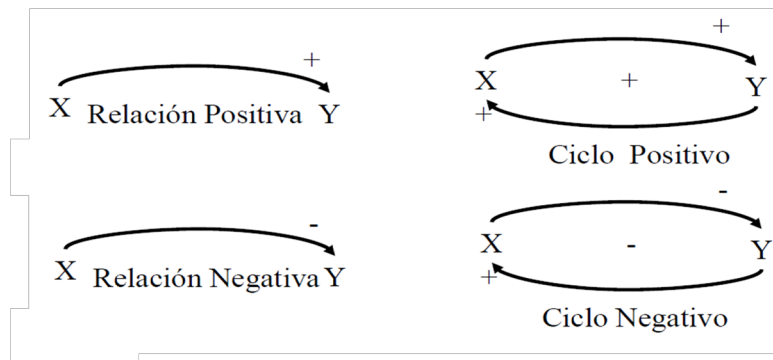 +
X Relación Positiva Y
+
X + Y
+
Ciclo Positivo
-
X Relación Negativa Y
-
X - Y
+
Ciclo Negativo